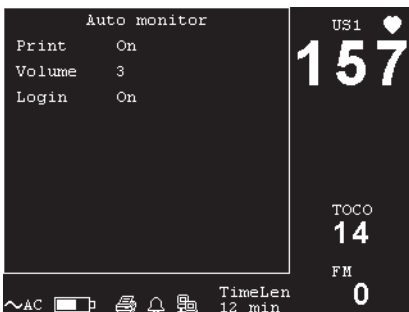 Auto monitor
Print On
Volume 3
Login On
US1
157
TOCO
14
FM
0
~AC
TimeLen
12 min